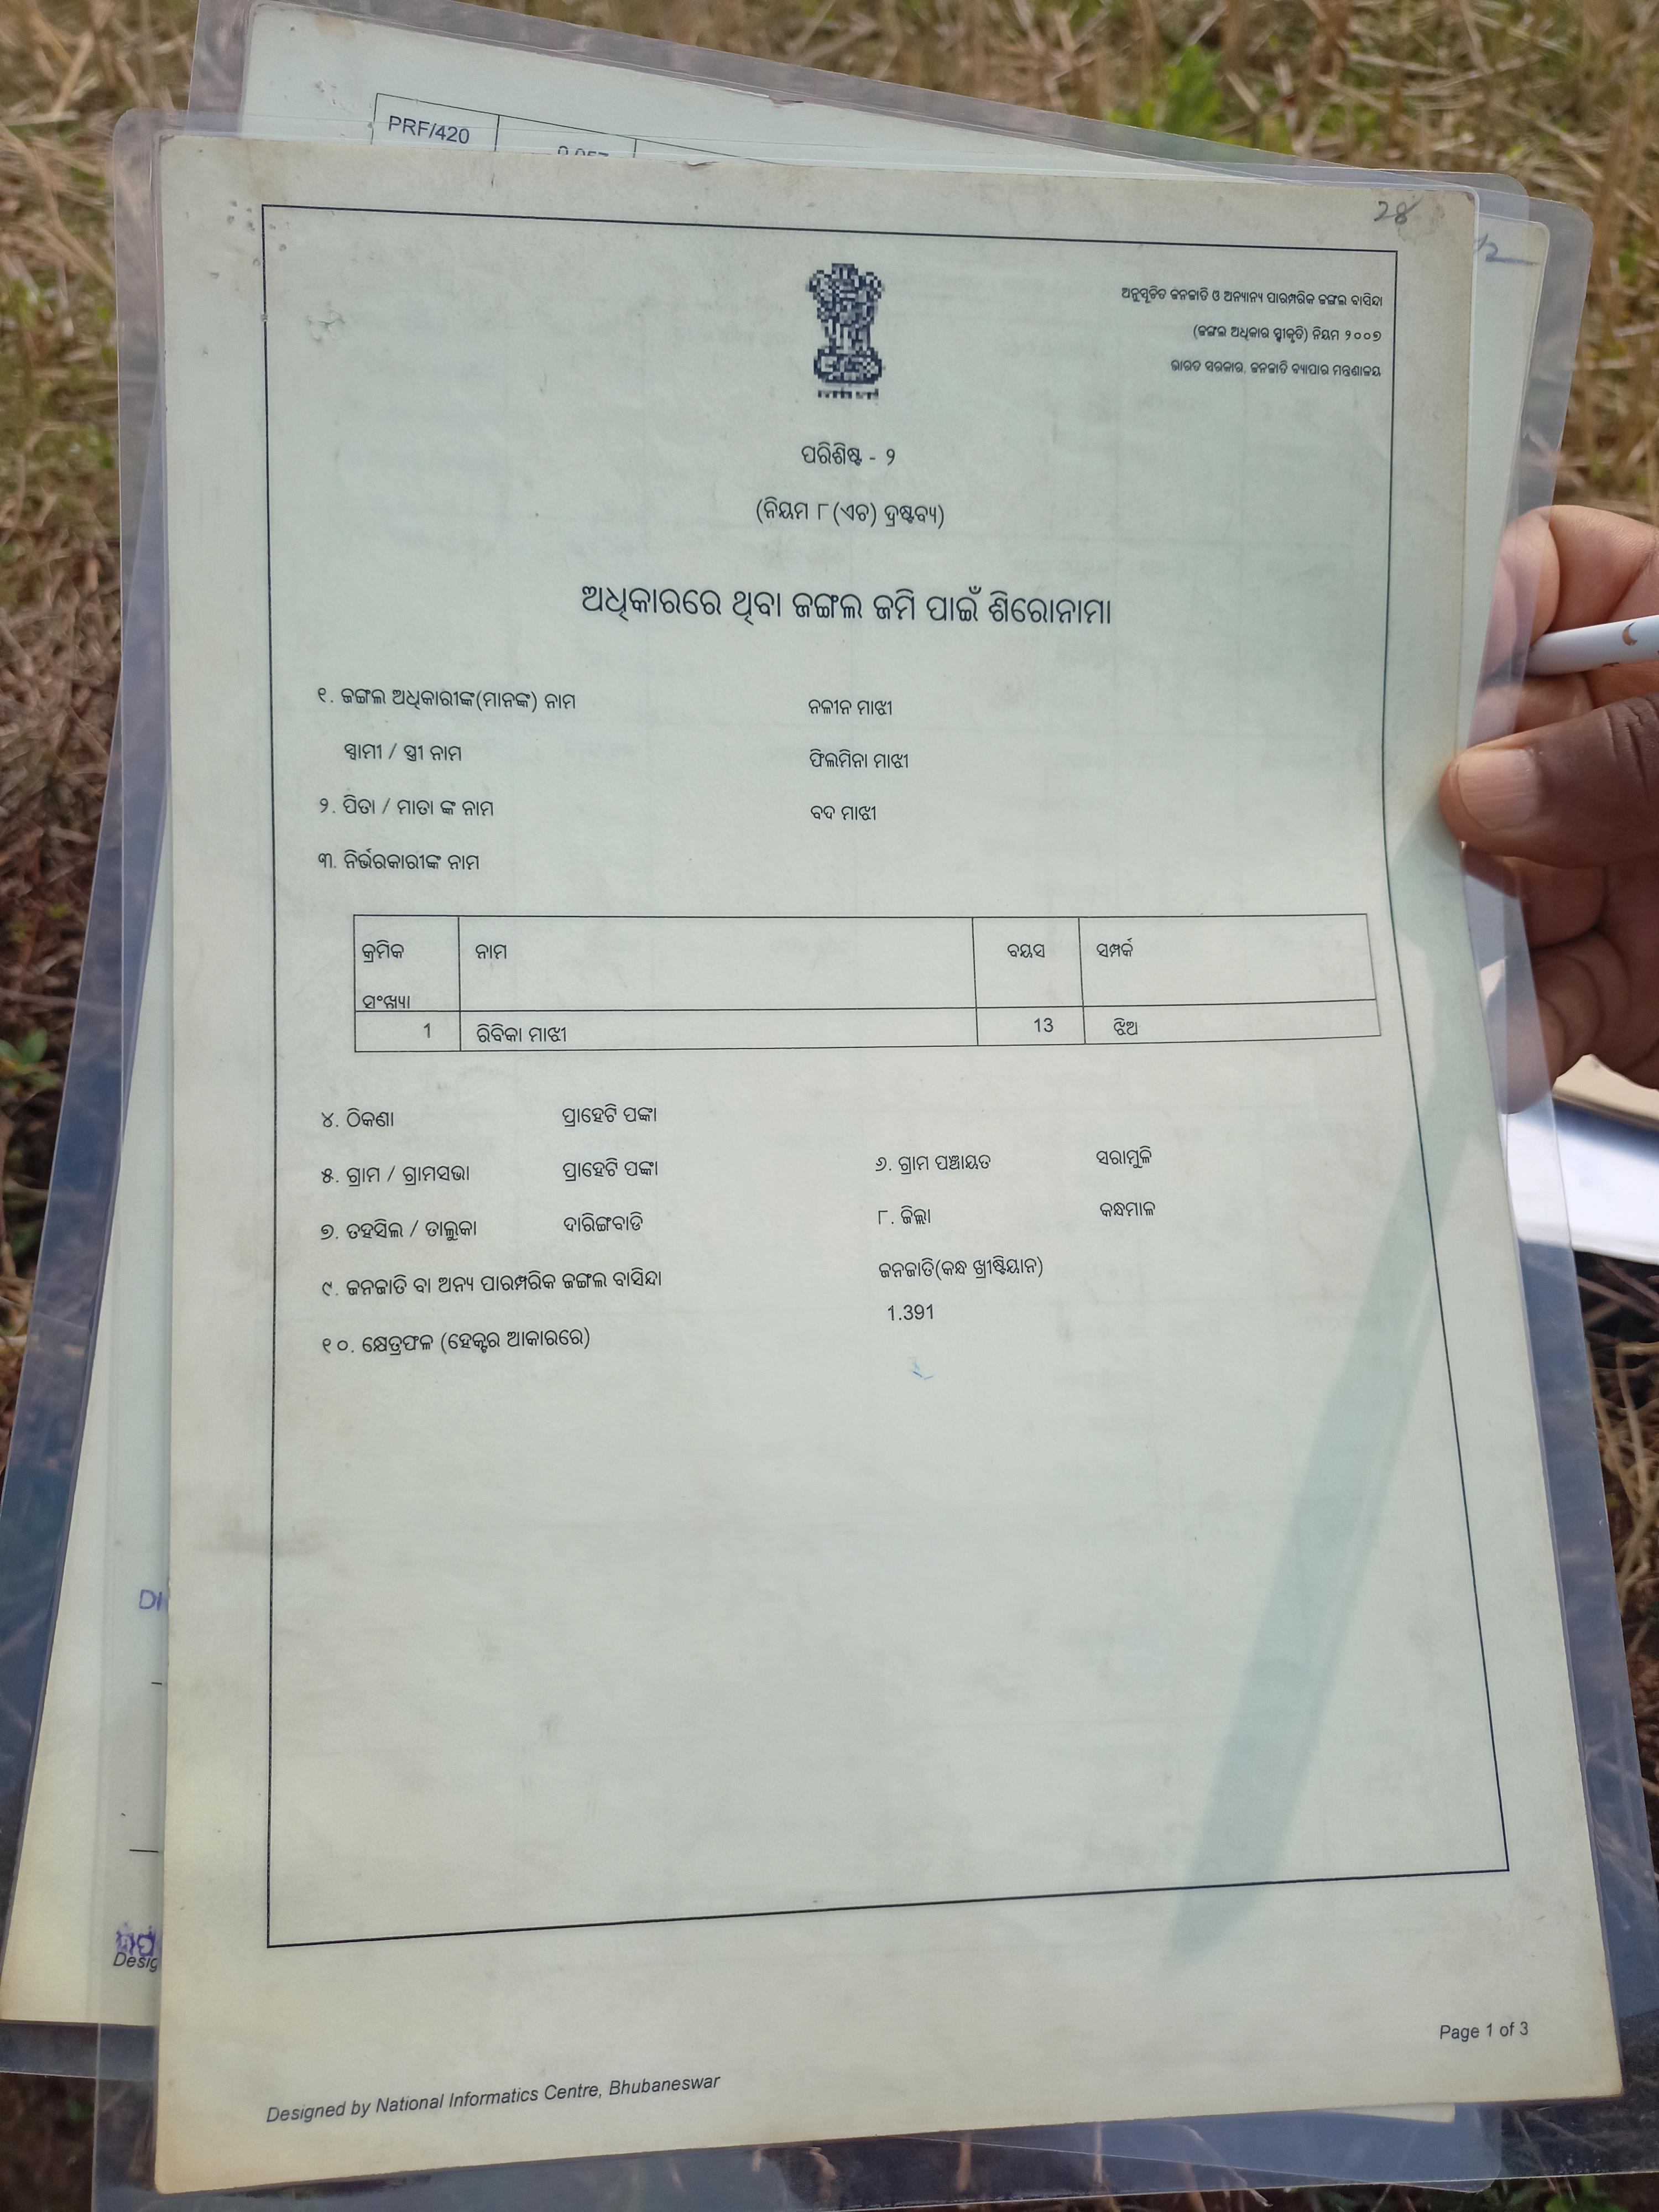 PRF/420
28
ଅନୁସୂଚିତ ଜନଜାତି ଓ ଅନ୍ୟାନ୍ୟ ପାରମ୍ପରିକ ଜଙ୍ଗଲ ବାସିନ୍ଦା
(ଜଙ୍ଗଲ ଅଧିକାର ସ୍ବୀକୃତି) ନିୟମ ୨୦୦୭
ଭାରତ ସରକାର, ଜନଜାତି ବ୍ୟାପାର ମନ୍ତ୍ରଣାଳୟ
ପରିଶିଷ୍ଟ - ୨
(ନିୟମ ୮(ଏଚ) ଦ୍ରଷ୍ଟବ୍ୟ)
ଅଧିକାରରେ ଥିବା ଜଙ୍ଗଲ ଜମି ପାଇଁ ଶିରୋନାମା
୧. ଜଙ୍ଗଲ ଅଧିକାରୀଙ୍କ(ମାନଙ୍କ) ନାମ ନଳୀନ ମାଝୀ
ସ୍ୱାମୀ / ସ୍ତ୍ରୀ ନାମ ଫିଲମିନା ମାଝୀ
୨. ପିତା / ମାତା ଙ୍କ ନାମ ବଦ ମାଝୀ
୩. ନିର୍ଭରକାରୀଙ୍କ ନାମ
କ୍ରମିକ ସଂଖ୍ୟା ନାମ ବୟସ ସମ୍ପର୍କ
1 ରିବିକା ମାଝୀ 13 ଝିଅ
୪. ଠିକଣା ପ୍ରାହେଟି ପଙ୍କା
୫. ଗ୍ରାମ / ଗ୍ରାମସଭା ପ୍ରାହେଟି ପଙ୍କା ୬. ଗ୍ରାମ ପଞ୍ଚାୟତ ସରାମୁଳି
୭. ତହସିଲ / ତାଲୁକା ଦାରିଙ୍ଗବାଡି ୮. ଜିଲ୍ଲା କନ୍ଧମାଳ
୯. ଜନଜାତି ବା ଅନ୍ୟ ପାରମ୍ପରିକ ଜଙ୍ଗଲ ବାସିନ୍ଦା ଜନଜାତି(କନ୍ଧ ଖ୍ରୀଷ୍ଟିୟାନ)
୧୦. କ୍ଷେତ୍ରଫଳ (ହେକ୍ଟର ଆକାରରେ) 1.391
Page 1 of 3
Designed by National Informatics Centre, Bhubaneswar